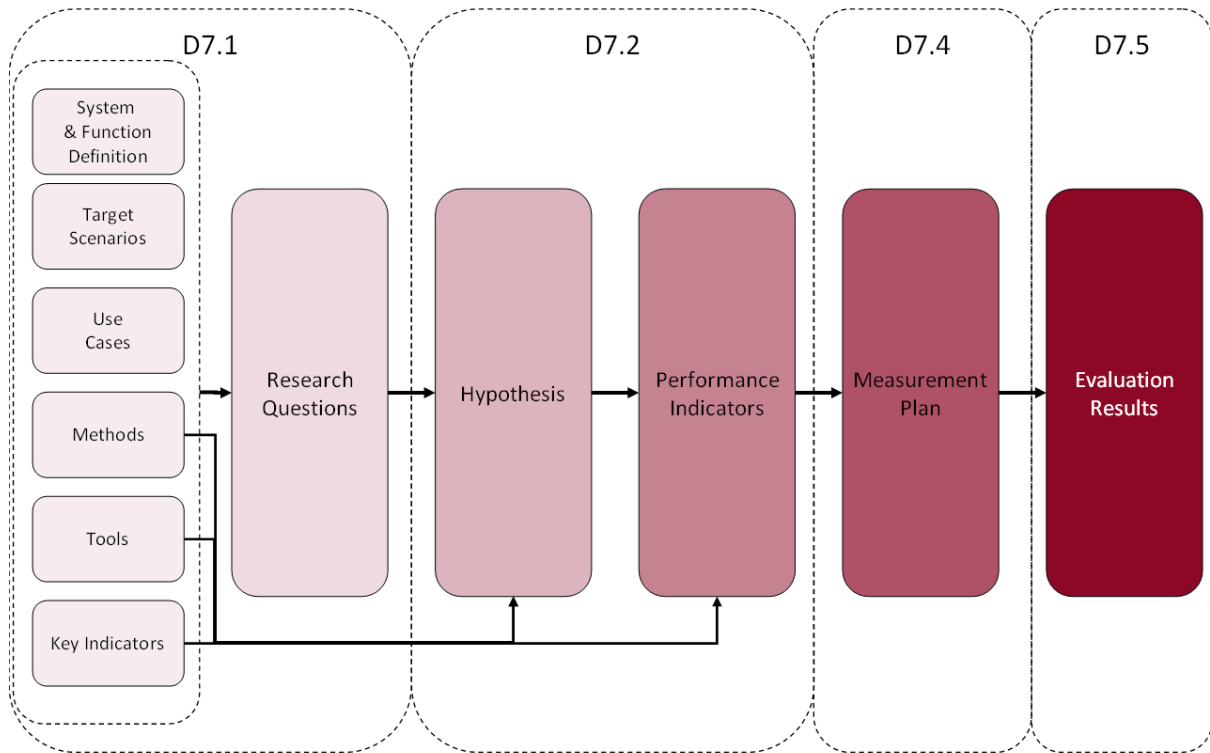 D7.1
D7.2
D7.4
D7.5
System
& Function
Definition
Target
Scenarios
Use
Cases
Methods
Tools
Key Indicators
Research
Questions
Hypothesis
Performance
Indicators
Measurement
Plan
Evaluation
Results